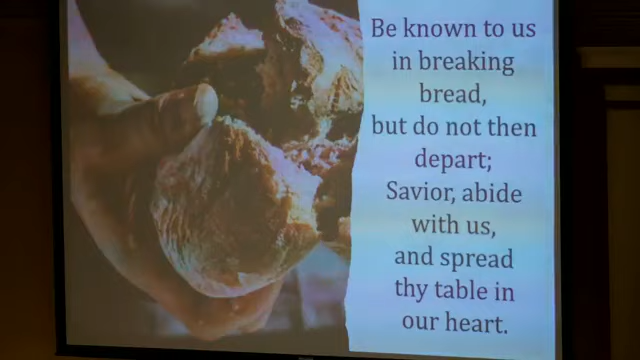 Be known to us
in breaking
bread,
but do not then
depart;
Savior, abide
with us,
and spread
thy table in
our heart.